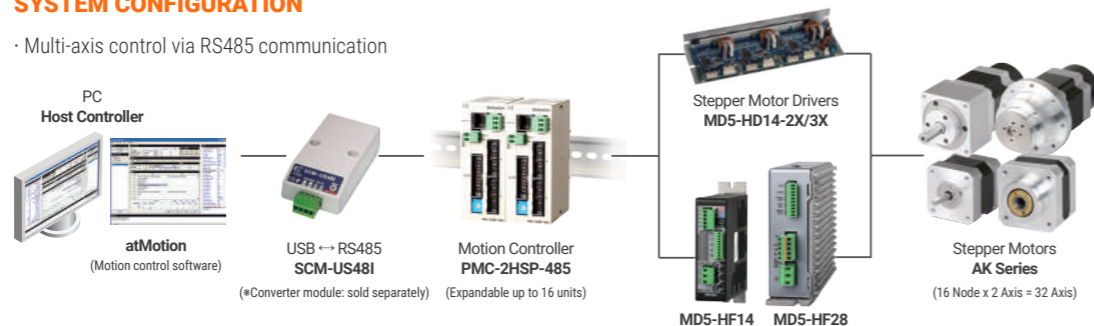 SYSTEM CONFIGURATION
· Multi-axis control via RS485 communication
PC
Host Controller
atMotion
(Motion control software)
SCM-US48I
USB ↔ RS485
SCM-US48I
(※Converter module: sold separately)
Motion Controller
PMC-2HSP-485
(Expandable up to 16 units)
Stepper Motor Drivers
MD5-HD14-2X/3X
MD5-HF14
MD5-HF28
Stepper Motors
AK Series
(16 Node x 2 Axis = 32 Axis)